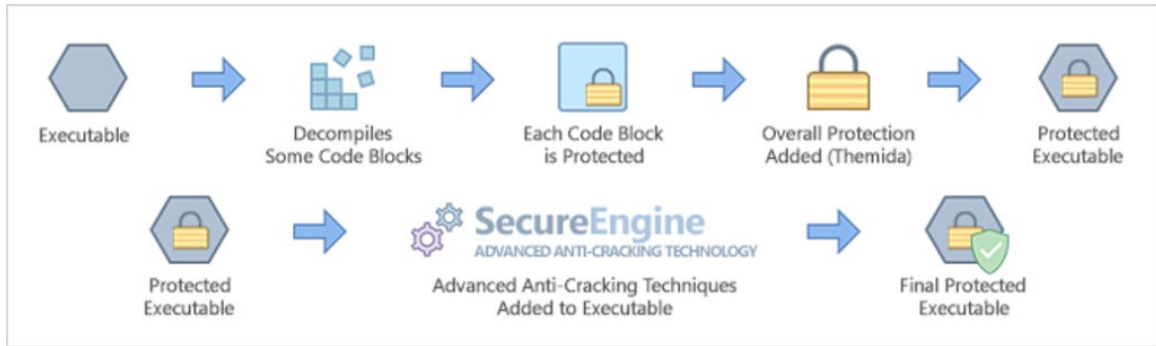 Executable
Decompiles
Some Code Blocks
Each Code Block
is Protected
Overall Protection
Added (Themida)
Protected
Executable
Protected
Executable
SecureEngine
ADVANCED ANTI-CRACKING TECHNOLOGY
Advanced Anti-Cracking Techniques
Added to Executable
Final Protected
Executable